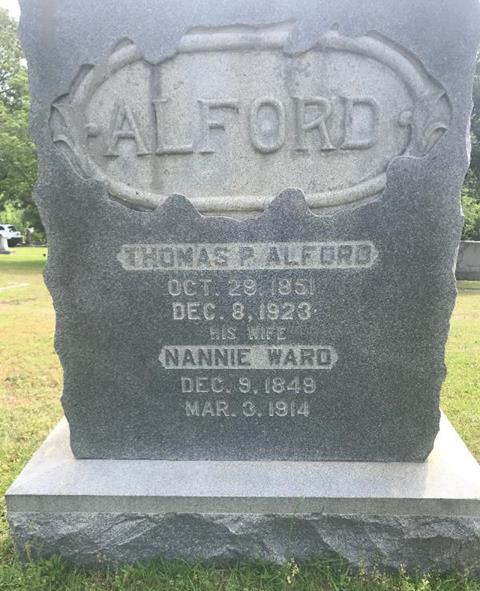 ALFORD
THOMAS P. ALFORD
OCT. 29. 1851
DEC. 8, 1923
HIS WIFE
NANNIE WARD
DEC. 9, 1849
MAR. 3. 1914